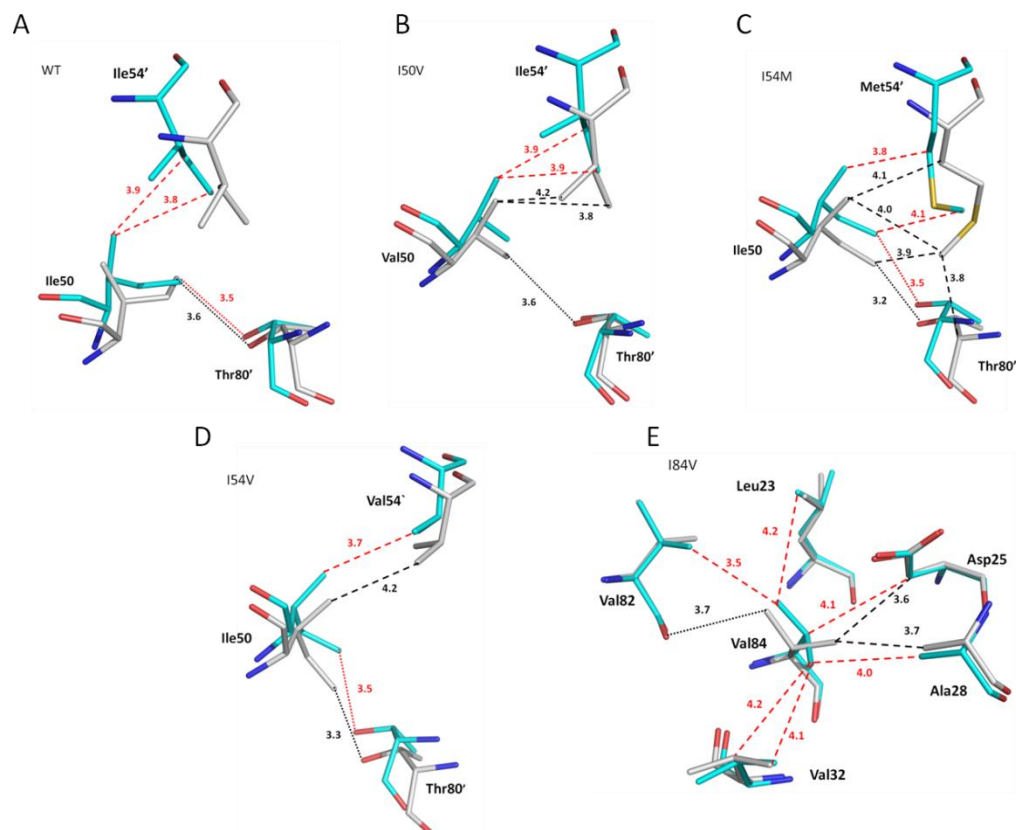 A
WT
Ile54'
3.9
3.8
Ile50
3.5
3.6
Thr80'
B
I50V
Ile54'
3.9
3.9
4.2
3.8
Val50
3.6
Thr80'
C
I54M
Met54'
3.8
4.1
4.0
4.1
Ile50
3.9
3.8
3.5
3.2
Thr80'
D
I54V
Val54`
3.7
4.2
Ile50
3.5
3.3
Thr80'
E
I84V
Leu23
4.2
3.5
Asp25
Val82
4.1
3.6
3.7
3.7
Val84
4.0
Ala28
4.2
4.1
Val32